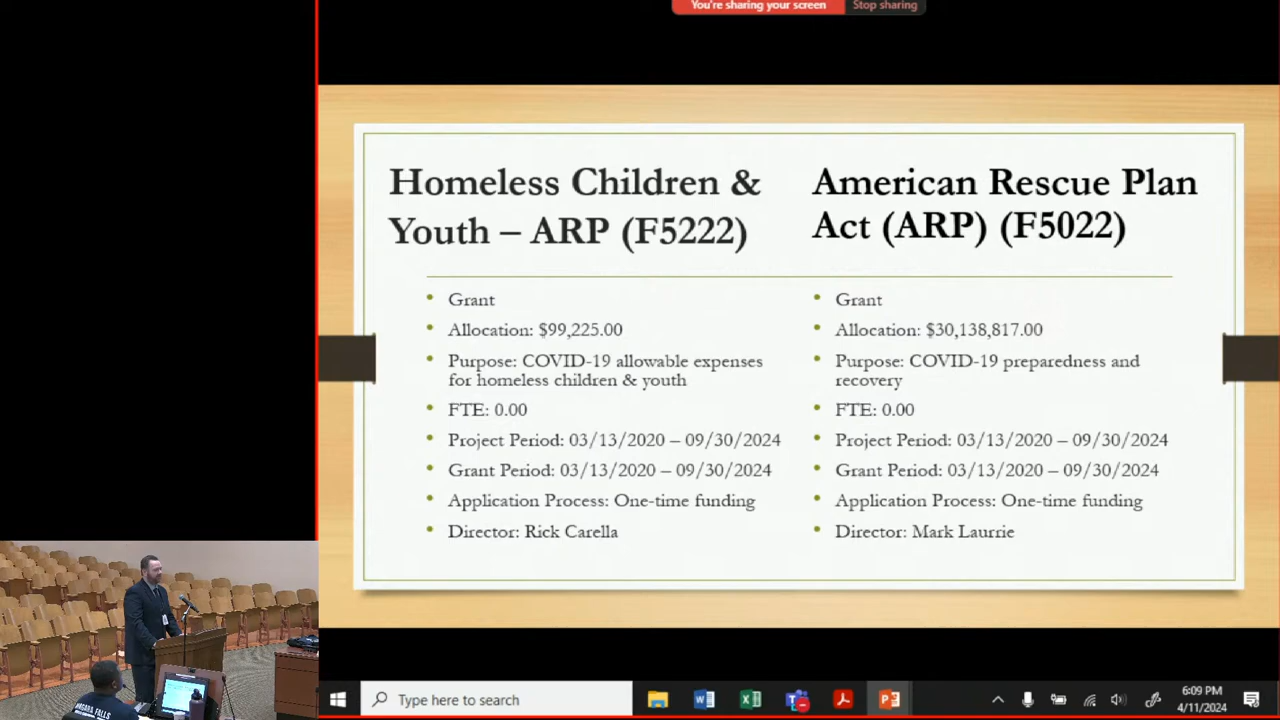 You're sharing your screen
Stop sharing
Homeless Children &
Youth – ARP (F5222)
Grant
Allocation: $99,225.00
Purpose: COVID-19 allowable expenses
for homeless children & youth
FTE: 0.00
Project Period: 03/13/2020 – 09/30/2024
Grant Period: 03/13/2020 – 09/30/2024
Application Process: One-time funding
Director: Rick Carella
American Rescue Plan
Act (ARP) (F5022)
Grant
Allocation: $30,138,817.00
Purpose: COVID-19 preparedness and
recovery
FTE: 0.00
Project Period: 03/13/2020 – 09/30/2024
Grant Period: 03/13/2020 – 09/30/2024
Application Process: One-time funding
Director: Mark Laurrie
NIAGARA FALLS
Type here to search
6:09 PM
4/11/2024